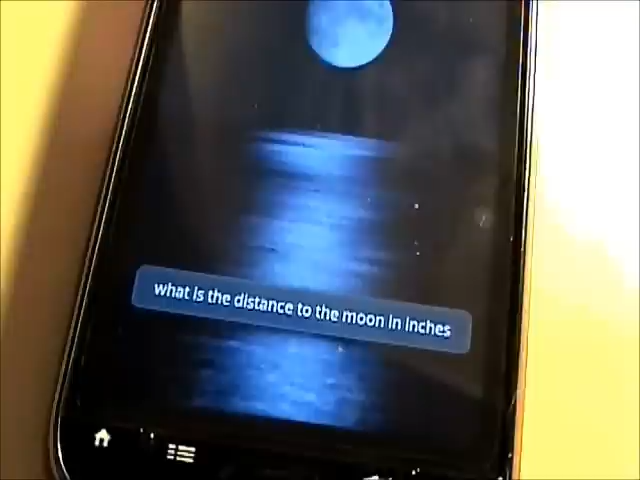 what is the distance to the moon in inches